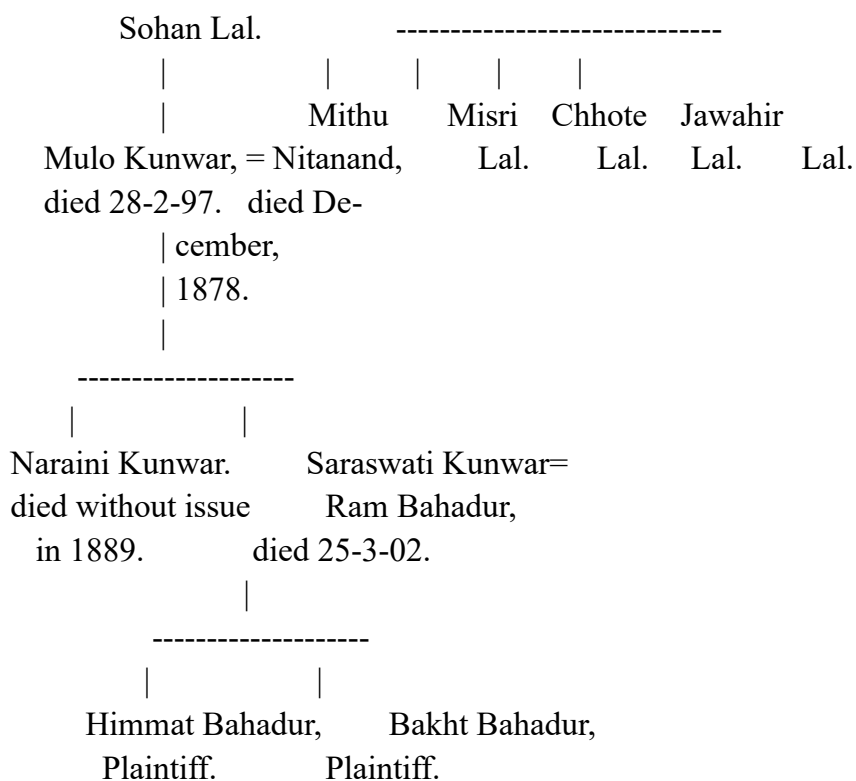 Sohan Lal. ------------------------------
| | | | |
| Mithu Misri Chhote Jawahir
Mulo Kunwar, = Nitanand, Lal. Lal. Lal. Lal.
died 28-2-97. died De-
| cember,
| 1878.
|
--------------------
| |
Naraini Kunwar. Saraswati Kunwar=
died without issue Ram Bahadur,
in 1889. died 25-3-02.
|
--------------------
| |
Himmat Bahadur, Bakht Bahadur,
Plaintiff. Plaintiff.